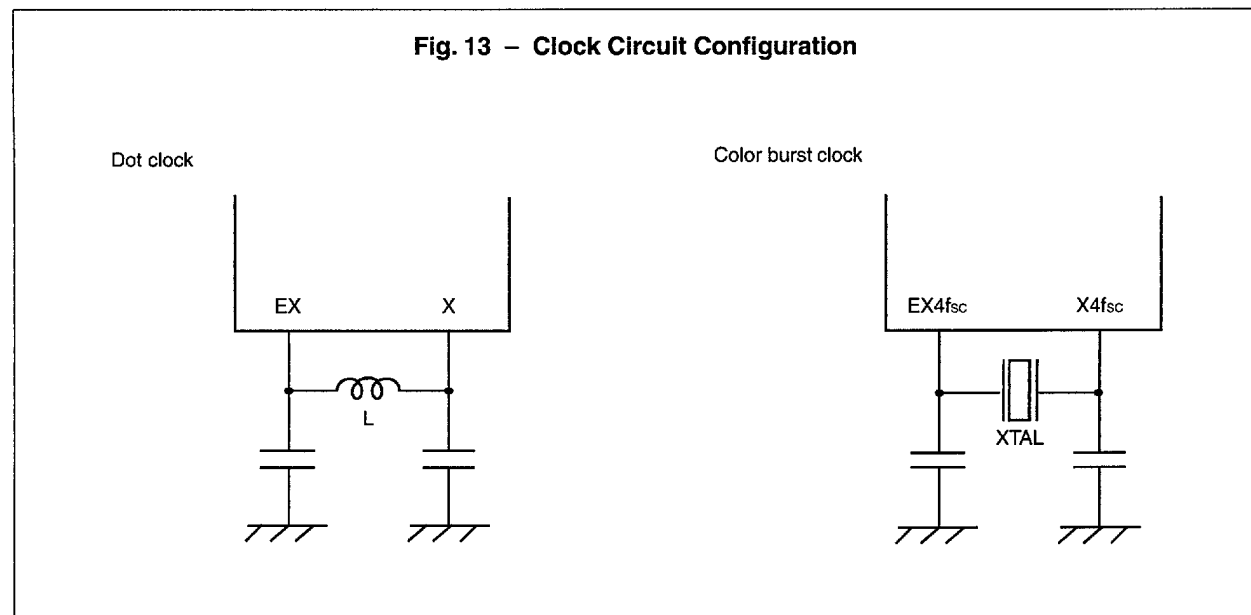 Fig. 13 – Clock Circuit Configuration
Dot clock
EX X
L
Color burst clock
EX4fsc X4fsc
XTAL